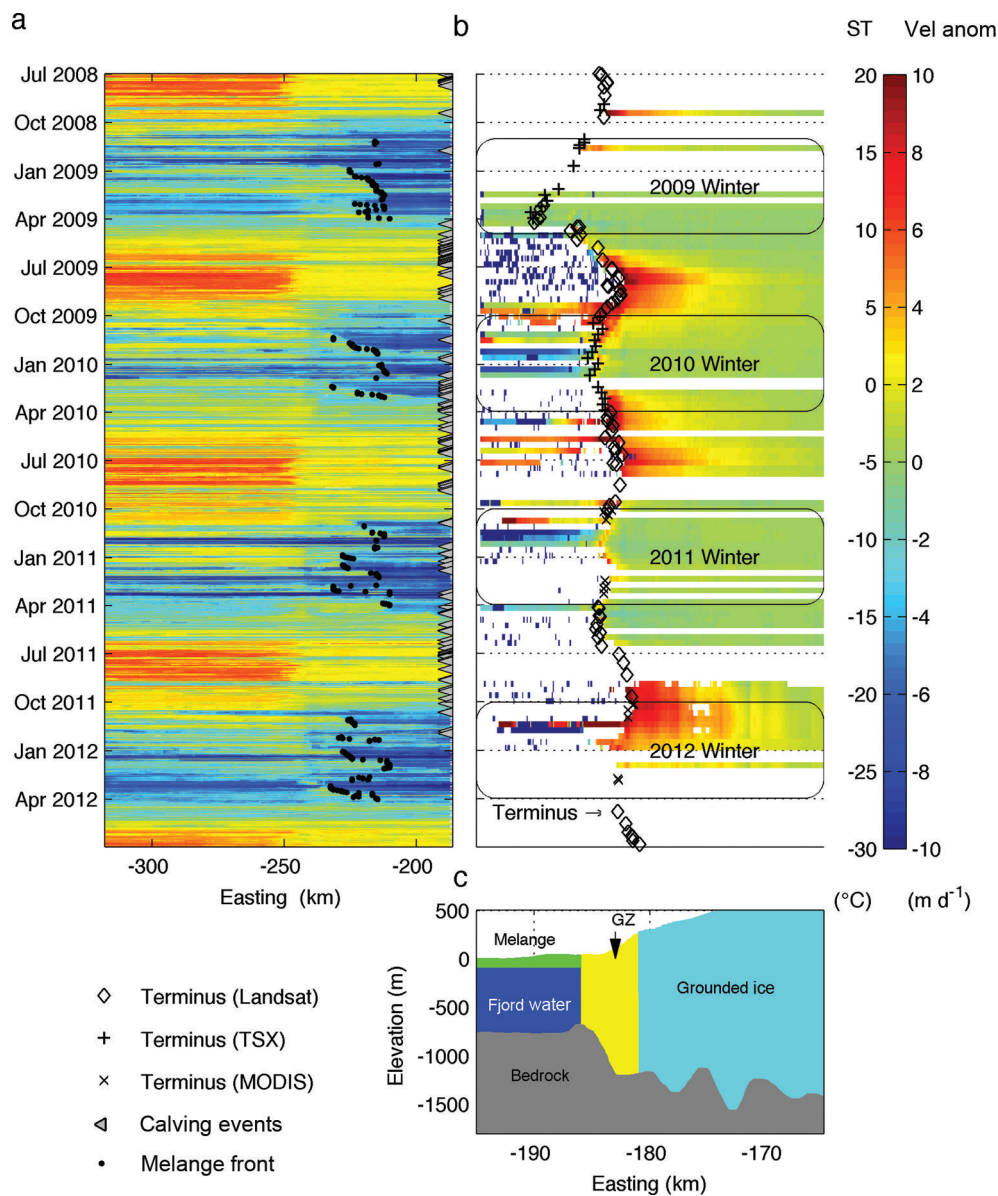 a
b
ST
Vel anom
Jul 2008
Oct 2008
Jan 2009
Apr 2009
Jul 2009
Oct 2009
Jan 2010
Apr 2010
Jul 2010
Oct 2010
Jan 2011
Apr 2011
Jul 2011
Oct 2011
Jan 2012
Apr 2012
-300
-250
-200
Easting (km)
2009 Winter
2010 Winter
2011 Winter
2012 Winter
Terminus →
20
15
10
5
0
-5
-10
-15
-20
-25
-30
(°C)
10
8
6
4
2
0
-2
-4
-6
-8
-10
(m d⁻¹)
c
500
0
-500
-1000
-1500
Elevation (m)
GZ
Melange
Fjord water
Grounded ice
Bedrock
-190
-180
-170
Easting (km)
Terminus (Landsat)
Terminus (TSX)
Terminus (MODIS)
Calving events
Melange front